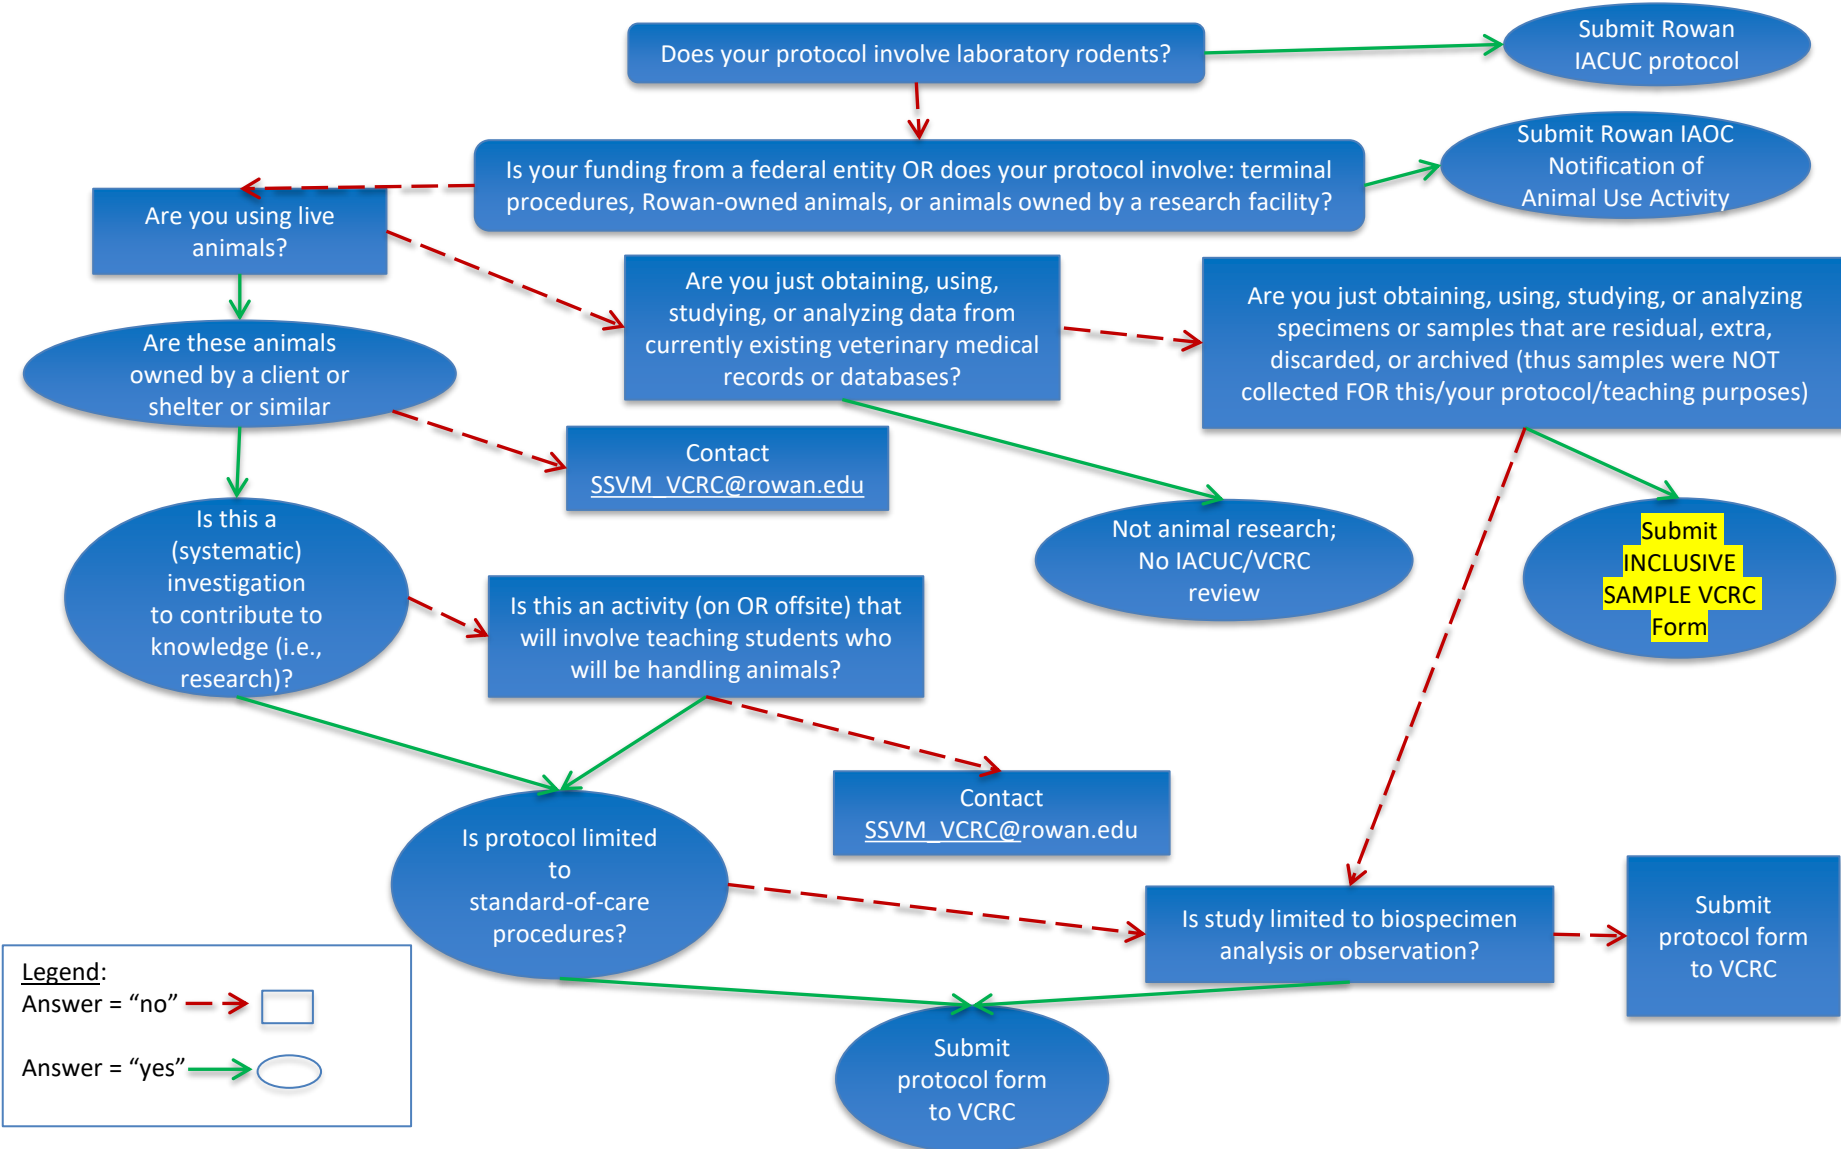 Does your protocol involve laboratory rodents?
Submit Rowan
IACUC protocol
Is your funding from a federal entity OR does your protocol involve: terminal
procedures, Rowan-owned animals, or animals owned by a research facility?
Submit Rowan IAOC
Notification of
Animal Use Activity
Are you using live
animals?
Are you just obtaining, using,
studying, or analyzing data from
currently existing veterinary medical
records or databases?
Are you just obtaining, using, studying, or analyzing
specimens or samples that are residual, extra,
discarded, or archived (thus samples were NOT
collected FOR this/your protocol/teaching purposes)
Are these animals
owned by a client or
shelter or similar
Contact
SSVM_VCRC@rowan.edu
Not animal research;
No IACUC/VCRC
review
Submit
INCLUSIVE
SAMPLE VCRC
Form
Is this a
(systematic)
investigation
to contribute to
knowledge (i.e.,
research)?
Is this an activity (on OR offsite) that
will involve teaching students who
will be handling animals?
Contact
SSVM_VCRC@rowan.edu
Is protocol limited
to
standard-of-care
procedures?
Is study limited to biospecimen
analysis or observation?
Submit
protocol form
to VCRC
Submit
protocol form
to VCRC
Legend:
Answer = “no”
Answer = “yes”